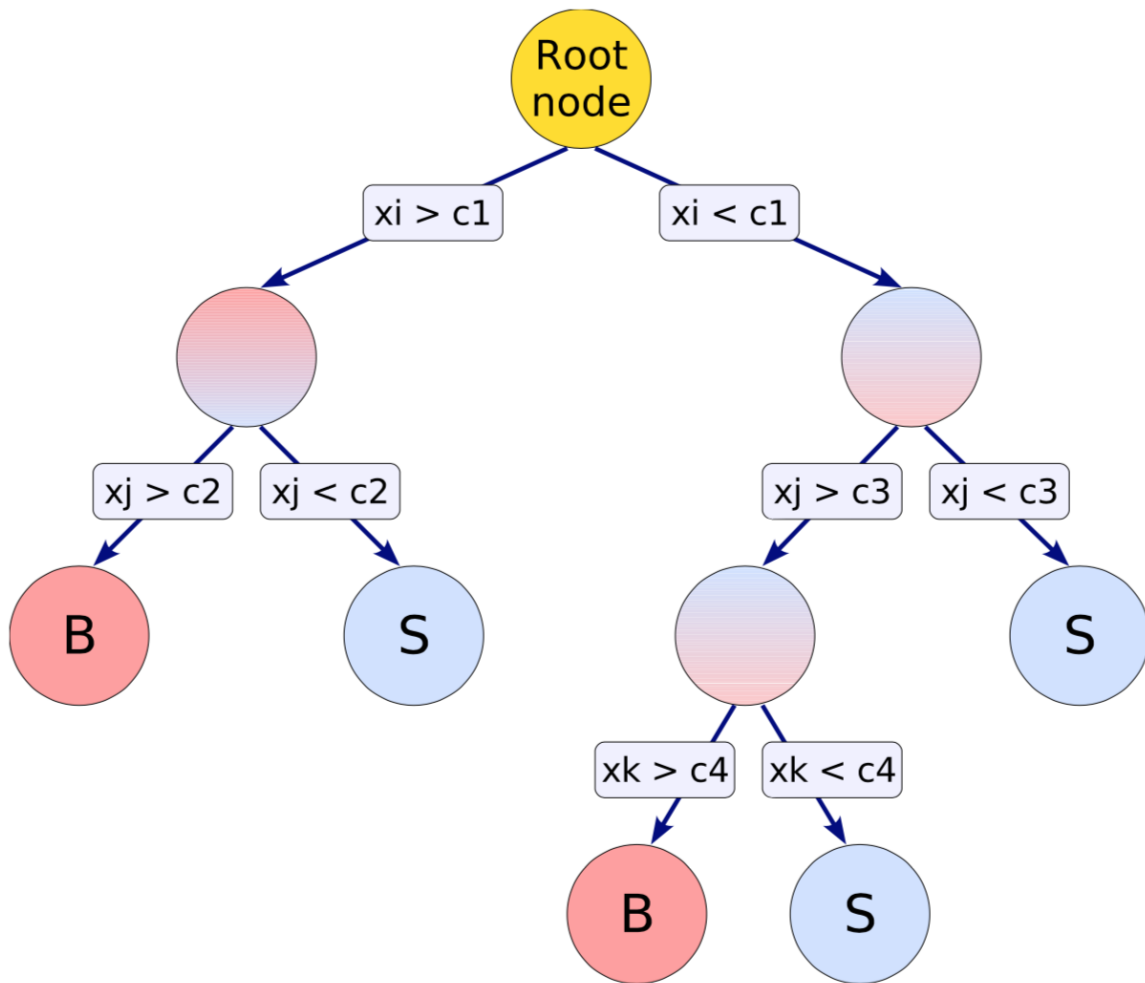 Root
node
xi > c1
xi < c1
xj > c2
xj < c2
xj > c3
xj < c3
B
S
S
xk > c4
xk < c4
B
S